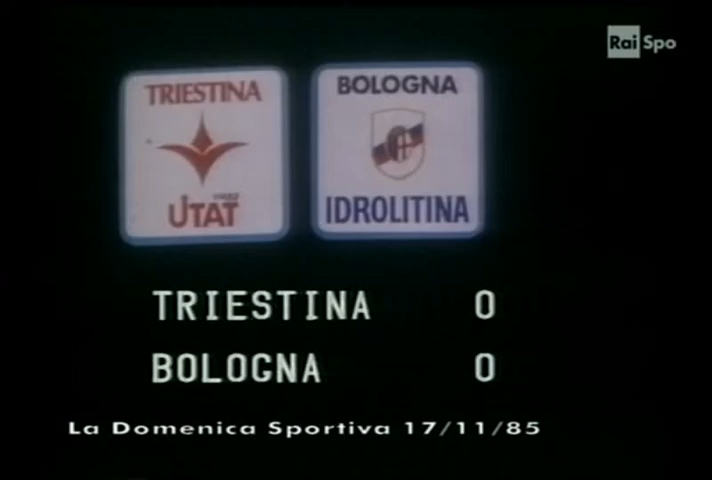 Rai Spo
TRIESTINA
UTAT
BOLOGNA
IDROLITINA
TRIESTINA 0
BOLOGNA 0
La Domenica Sportiva 17/11/85